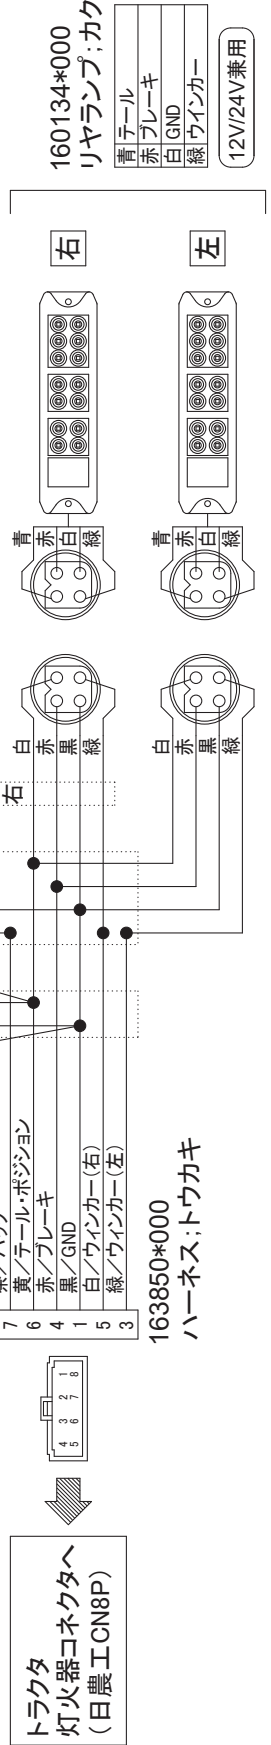 160134*000
リヤランプ;カク
青 テール
赤 ブレーキ
白 GND
緑 ウインカー
12V/24V兼用
右
左
青
赤
白
緑
青
赤
白
緑
白
赤
黒
緑
白
赤
黒
緑
右
7
6 黄/テール・ポジション
4 赤/ブレーキ
1 黒/GND
5 白/ウィンカー(右)
3 緑/ウィンカー(左)
163850*000
ハーネス;トウカキ
4 3 2 1
5 6 7 8
トラクタ
灯火器コネクタへ
(日農工CN8P)